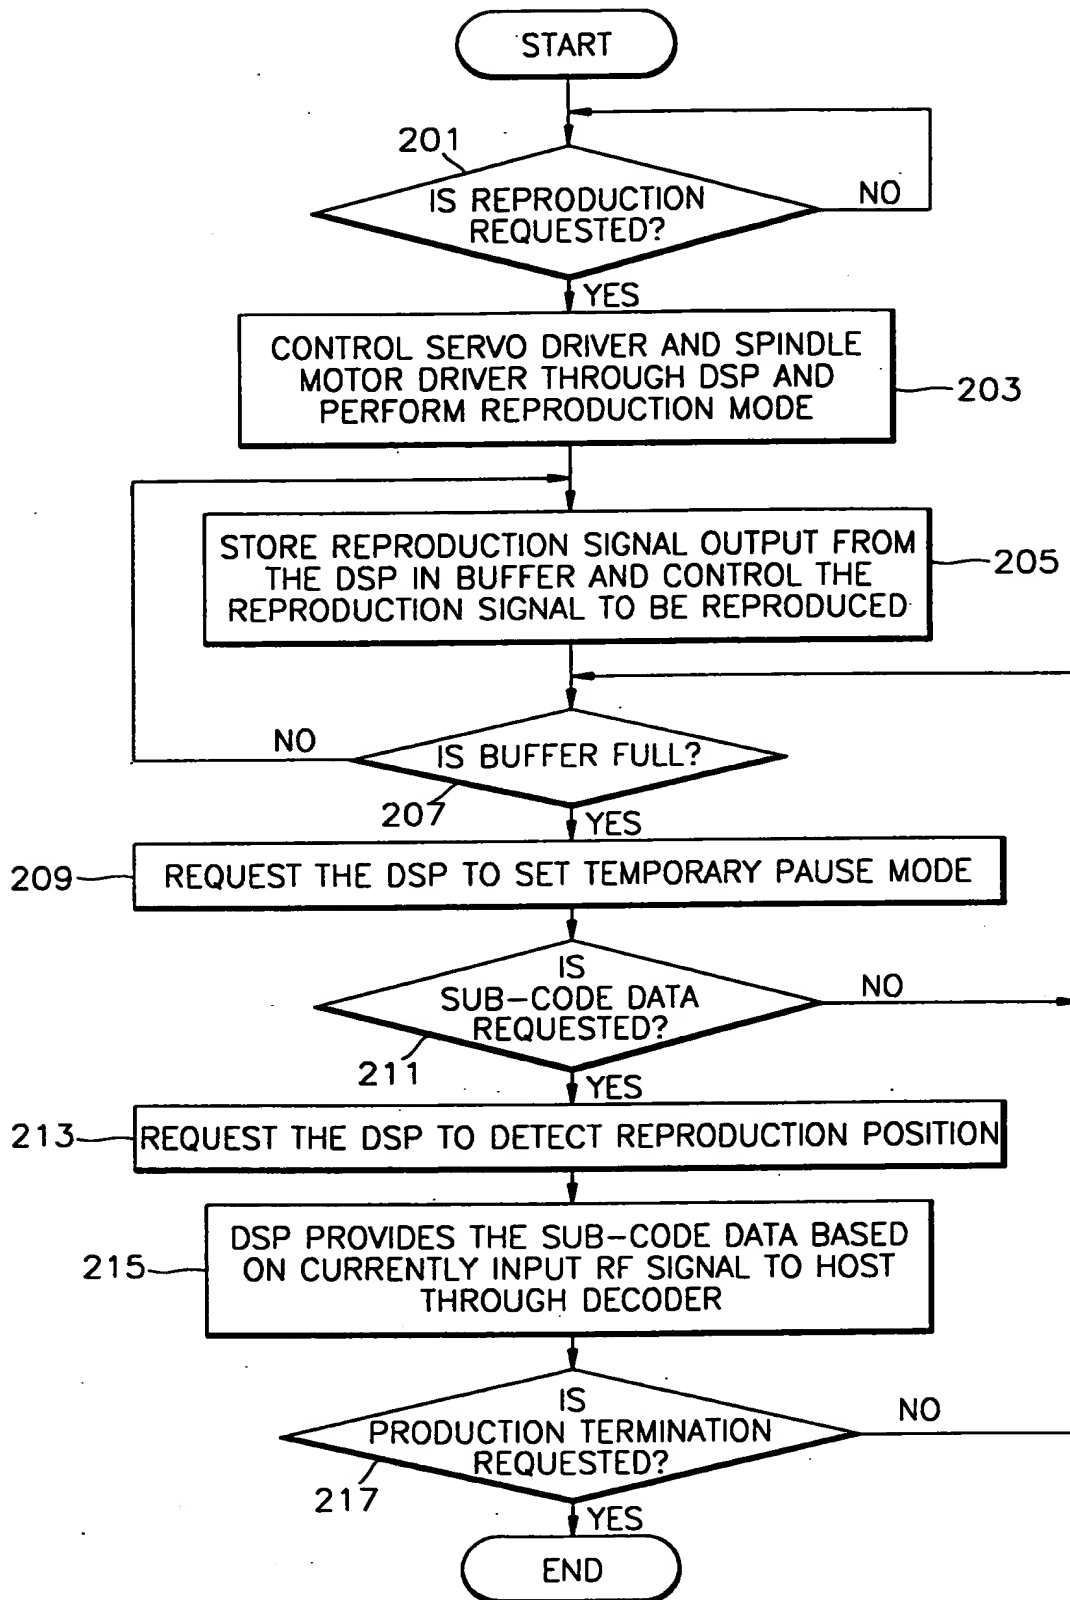 START
201
IS REPRODUCTION
REQUESTED?
NO
YES
CONTROL SERVO DRIVER AND SPINDLE
MOTOR DRIVER THROUGH DSP AND
PERFORM REPRODUCTION MODE
203
STORE REPRODUCTION SIGNAL OUTPUT FROM
THE DSP IN BUFFER AND CONTROL THE
REPRODUCTION SIGNAL TO BE REPRODUCED
205
NO
IS BUFFER FULL?
207
YES
209
REQUEST THE DSP TO SET TEMPORARY PAUSE MODE
IS
SUB-CODE DATA
REQUESTED?
NO
211
YES
213
REQUEST THE DSP TO DETECT REPRODUCTION POSITION
DSP PROVIDES THE SUB-CODE DATA BASED
ON CURRENTLY INPUT RF SIGNAL TO HOST
THROUGH DECODER
215
IS
PRODUCTION TERMINATION
REQUESTED?
NO
217
YES
END